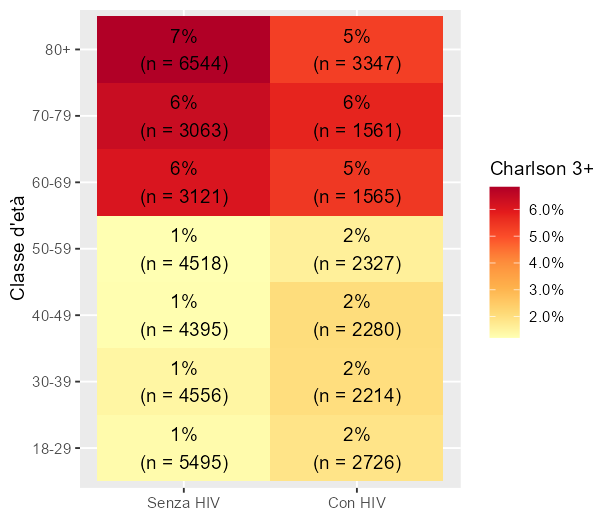 80+
7%
(n = 6544)
5%
(n = 3347)
70-79
6%
(n = 3063)
6%
(n = 1561)
60-69
6%
(n = 3121)
5%
(n = 1565)
50-59
1%
(n = 4518)
2%
(n = 2327)
40-49
1%
(n = 4395)
2%
(n = 2280)
30-39
1%
(n = 4556)
2%
(n = 2214)
18-29
1%
(n = 5495)
2%
(n = 2726)
Senza HIV
Con HIV
Classe d'età
Charlson 3+
6.0%
5.0%
4.0%
3.0%
2.0%